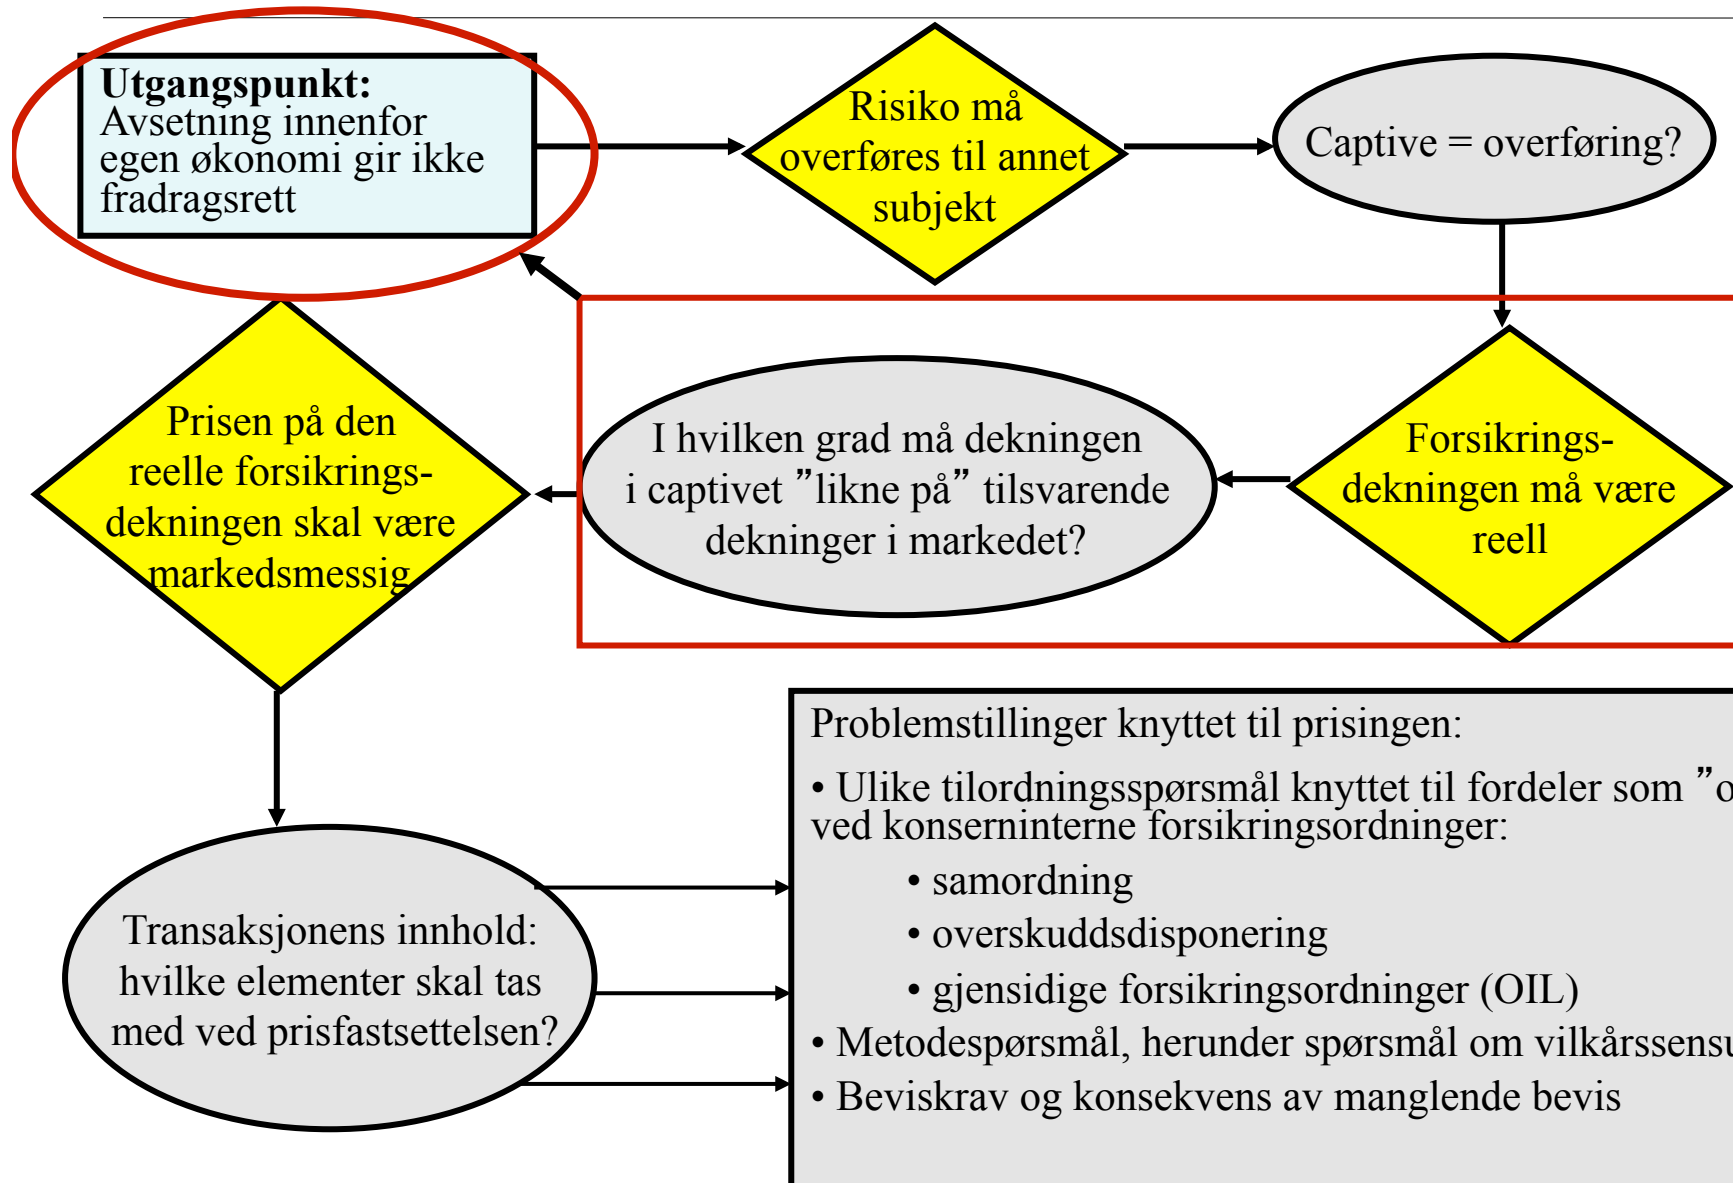 Utgangspunkt:
Avsetning innenfor
egen økonomi gir ikke
fradragsrett
Risiko må
overføres til annet
subjekt
Captive = overføring?
Forsikrings-
dekningen må være
reell
I hvilken grad må dekningen
i captivet ”likne på” tilsvarende
dekninger i markedet?
Prisen på den
reelle forsikrings-
dekningen skal være
markedsmessig
Transaksjonens innhold:
hvilke elementer skal tas
med ved prisfastsettelsen?
Problemstillinger knyttet til prisingen:
• Ulike tilordningsspørsmål knyttet til fordeler som
ved konserninterne forsikringsordninger:
• samordning
• overskuddsdisponering
• gjensidige forsikringsordninger (OIL)
• Metodespørsmål, herunder spørsmål om
• Beviskrav og konsekvens av manglende bevis